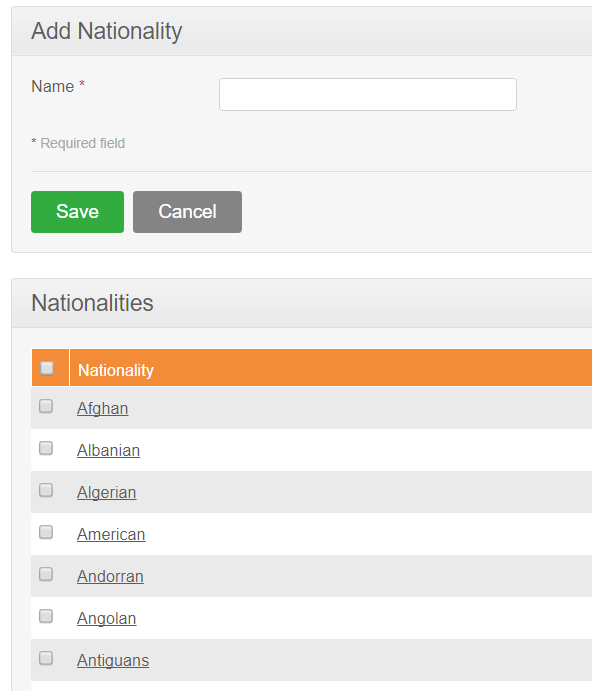 Add Nationality
Name *
* Required field
Save Cancel
Nationalities
Nationality
Afghan
Albanian
Algerian
American
Andorran
Angolan
Antiguans